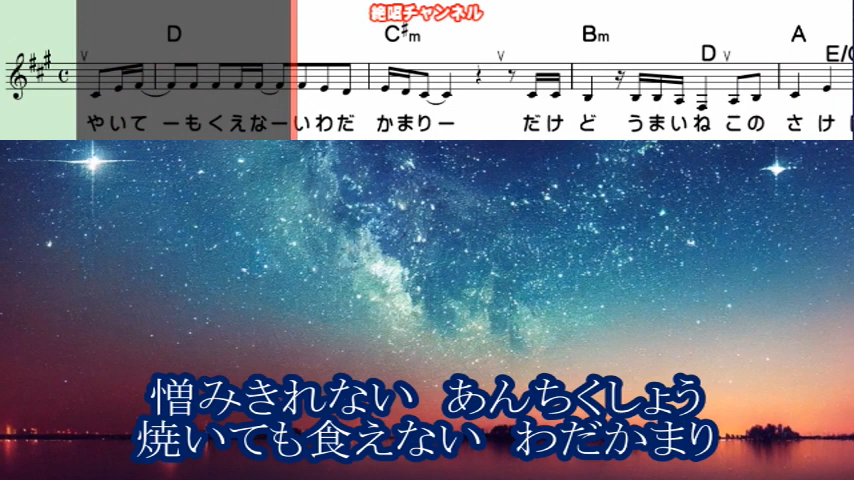 絶唱チャンネル
D C#m Bm D A E/C
やいて ーもくえなーいわだ かまりー だけ ど うまいね この さ け
憎みきれない あんちくしょう
焼いても食えない わだかまり